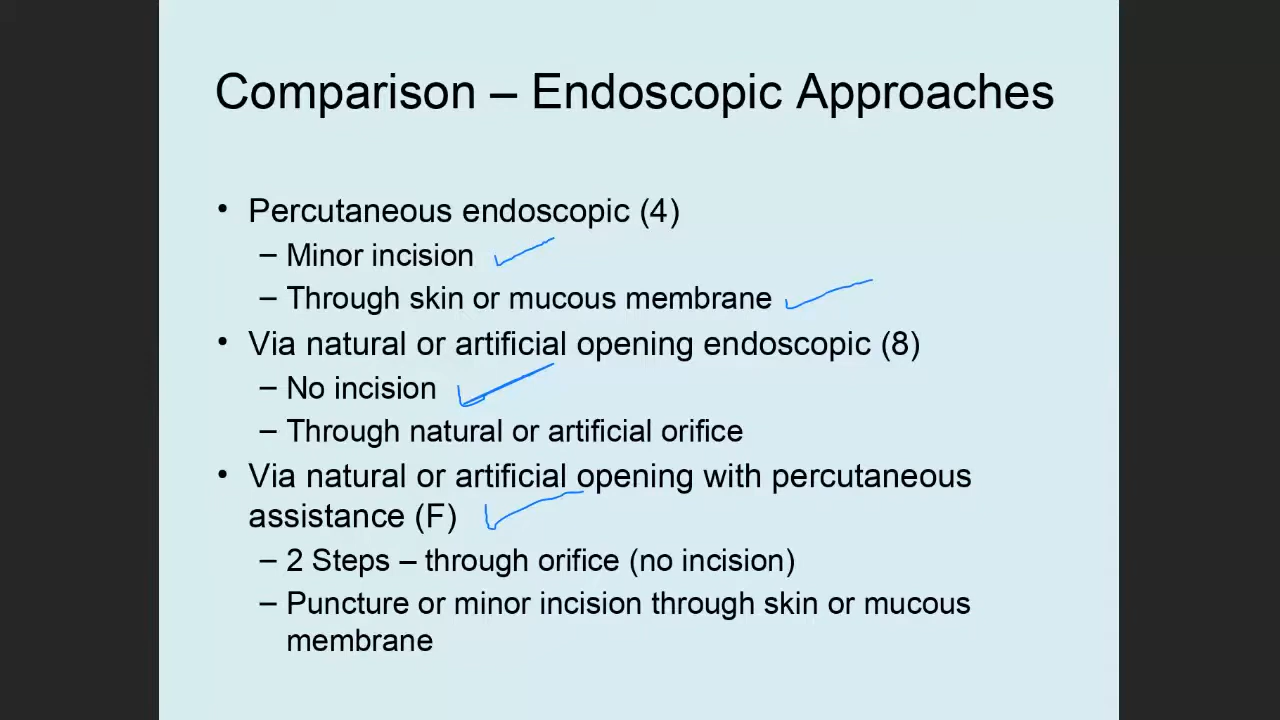 Comparison – Endoscopic Approaches
• Percutaneous endoscopic (4)
– Minor incision
– Through skin or mucous membrane
• Via natural or artificial opening endoscopic (8)
– No incision
– Through natural or artificial orifice
• Via natural or artificial opening with percutaneous
assistance (F)
– 2 Steps – through orifice (no incision)
– Puncture or minor incision through skin or mucous
membrane